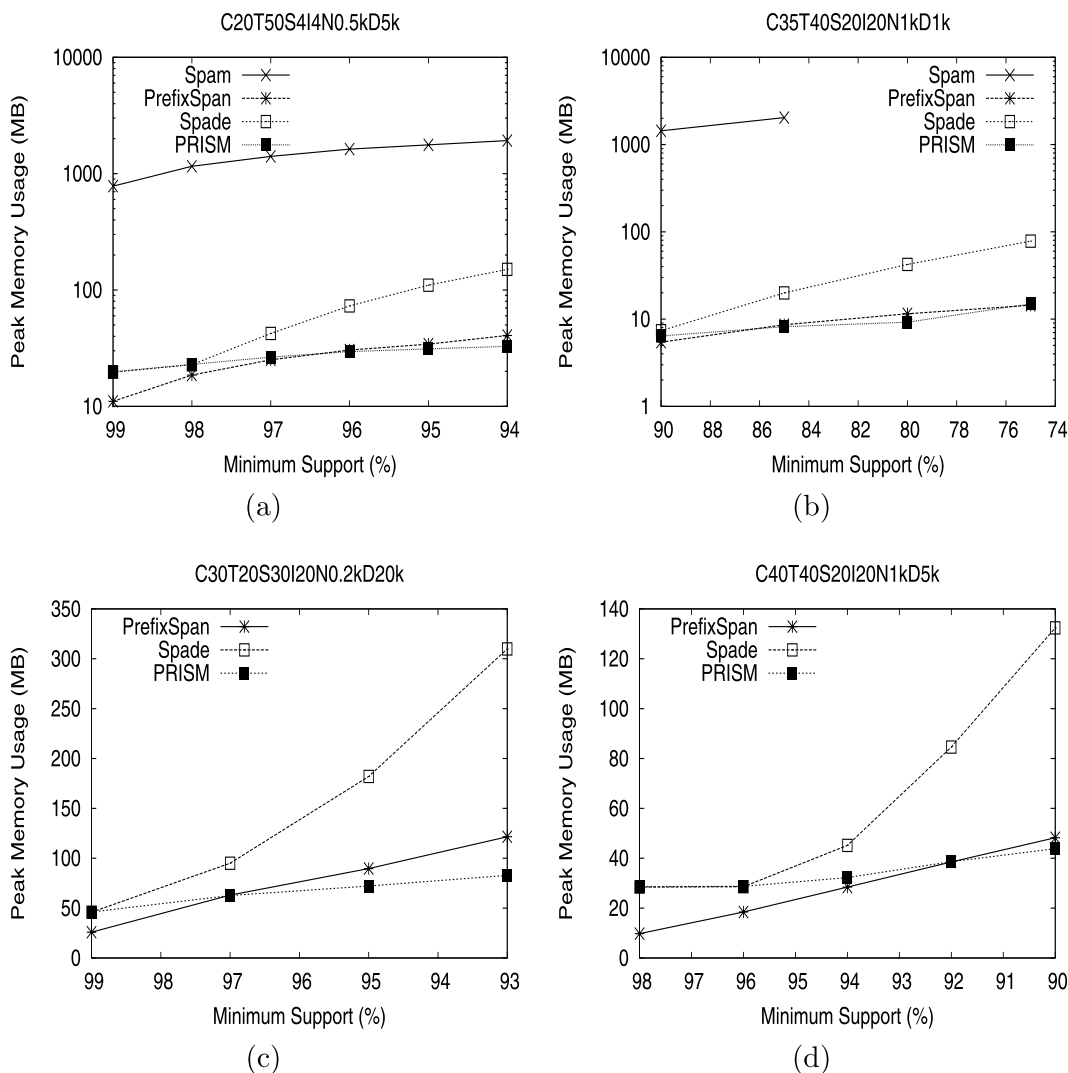 C20T50S4I4N0.5kD5k
Peak Memory Usage (MB)
10000
1000
100
10
Spam
PrefixSpan
Spade
PRISM
99 98 97 96 95 94
Minimum Support (%)
(a)
C35T40S20I20N1kD1k
Peak Memory Usage (MB)
10000
1000
100
10
1
Spam
PrefixSpan
Spade
PRISM
90 88 86 84 82 80 78 76 74
Minimum Support (%)
(b)
C30T20S30I20N0.2kD20k
Peak Memory Usage (MB)
350
300
250
200
150
100
50
0
PrefixSpan
Spade
PRISM
99 98 97 96 95 94 93
Minimum Support (%)
(c)
C40T40S20I20N1kD5k
Peak Memory Usage (MB)
140
120
100
80
60
40
20
0
PrefixSpan
Spade
PRISM
98 97 96 95 94 93 92 91 90
Minimum Support (%)
(d)